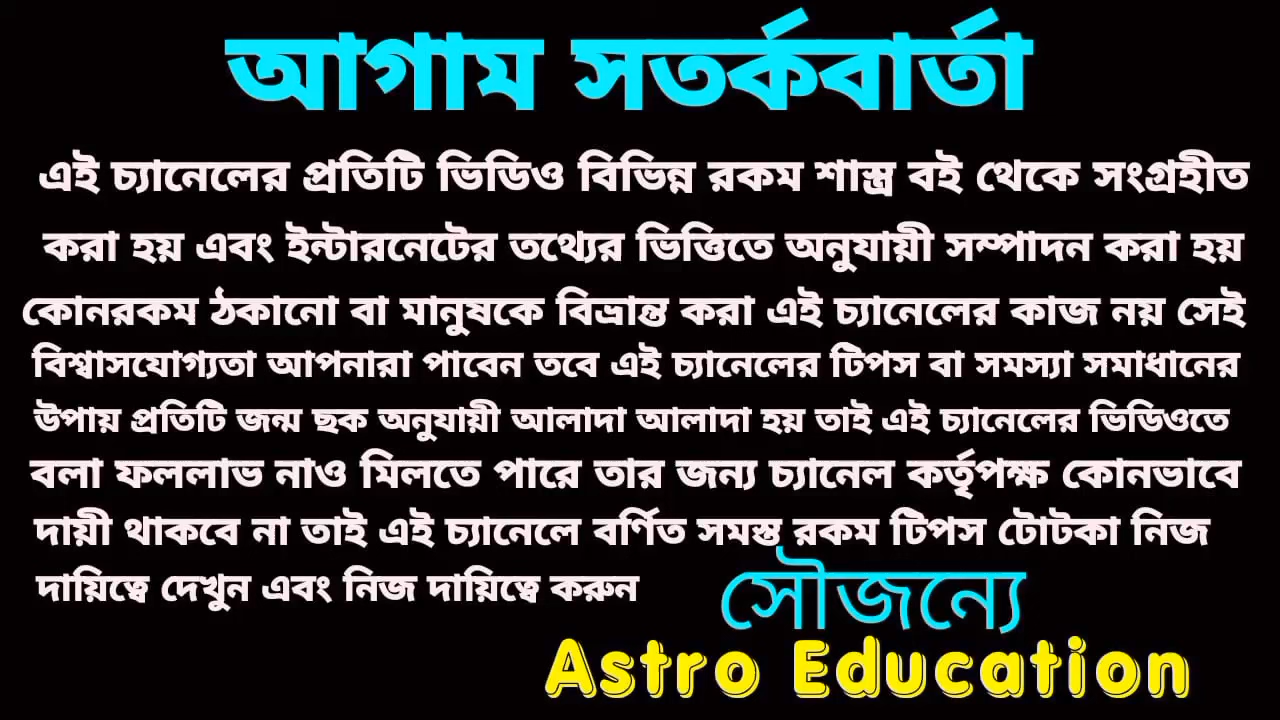 আগাম সতর্কবার্তা
এই চ্যানেলের প্রতিটি ভিডিও বিভিন্ন রকম শাস্ত্র বই থেকে সংগ্রহীত
করা হয় এবং ইন্টারনেটের তথ্যের ভিত্তিতে অনুযায়ী সম্পাদন করা হয়
কোনরকম ঠকানো বা মানুষকে বিভ্রান্ত করা এই চ্যানেলের কাজ নয় সেই
বিশ্বাসযোগ্যতা আপনারা পাবেন তবে এই চ্যানেলের টিপস বা সমস্যা সমাধানের
উপায় প্রতিটি জন্ম ছক অনুযায়ী আলাদা আলাদা হয় তাই এই চ্যানেলের ভিডিওতে
বলা ফললাভ নাও মিলতে পারে তার জন্য চ্যানেল কর্তৃপক্ষ কোনভাবে
দায়ী থাকবে না তাই এই চ্যানেলে বর্ণিত সমস্ত রকম টিপস টোটকা নিজ
দায়িত্বে দেখুন এবং নিজ দায়িত্বে করুন
সৌজন্যে
Astro Education